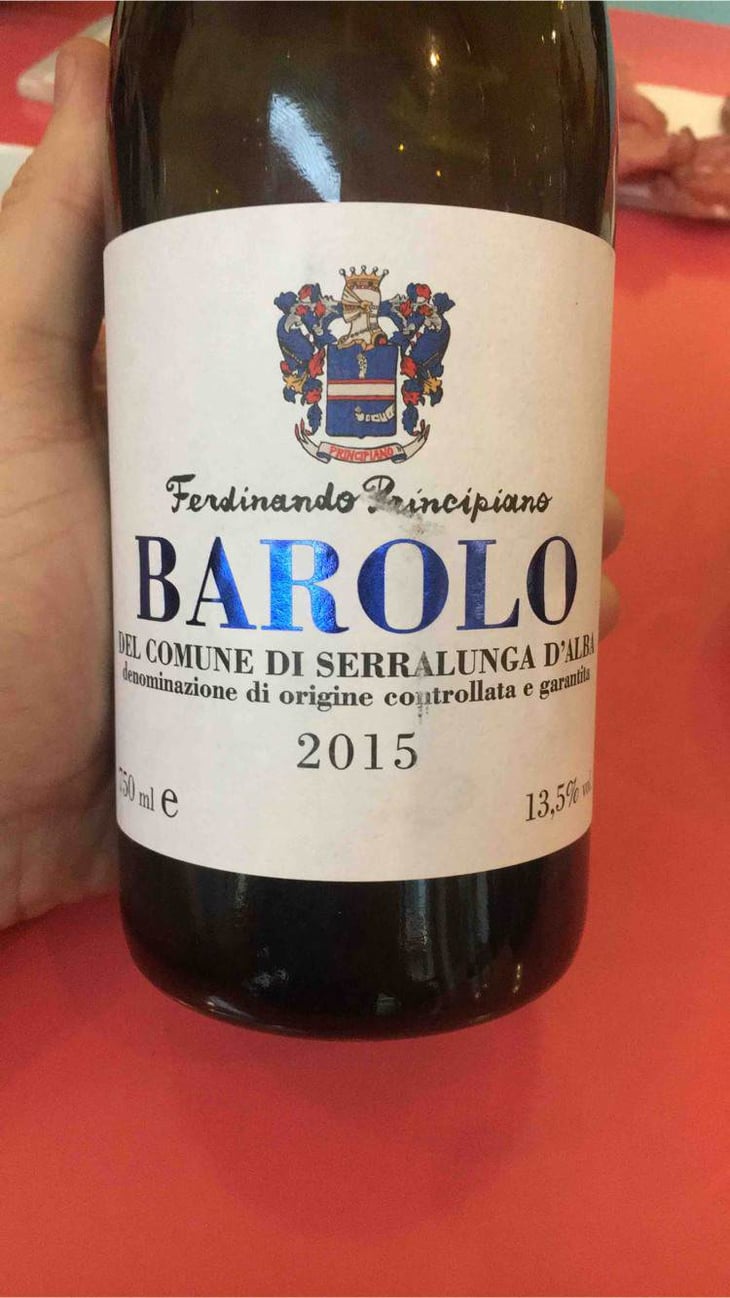 PRINCIPIANO
Ferdinando Principiano
BAROLO
DEL COMUNE DI SERRALUNGA D'ALBA
denominazione di origine controllata e garantita
2015
750 ml e
13,5% vol